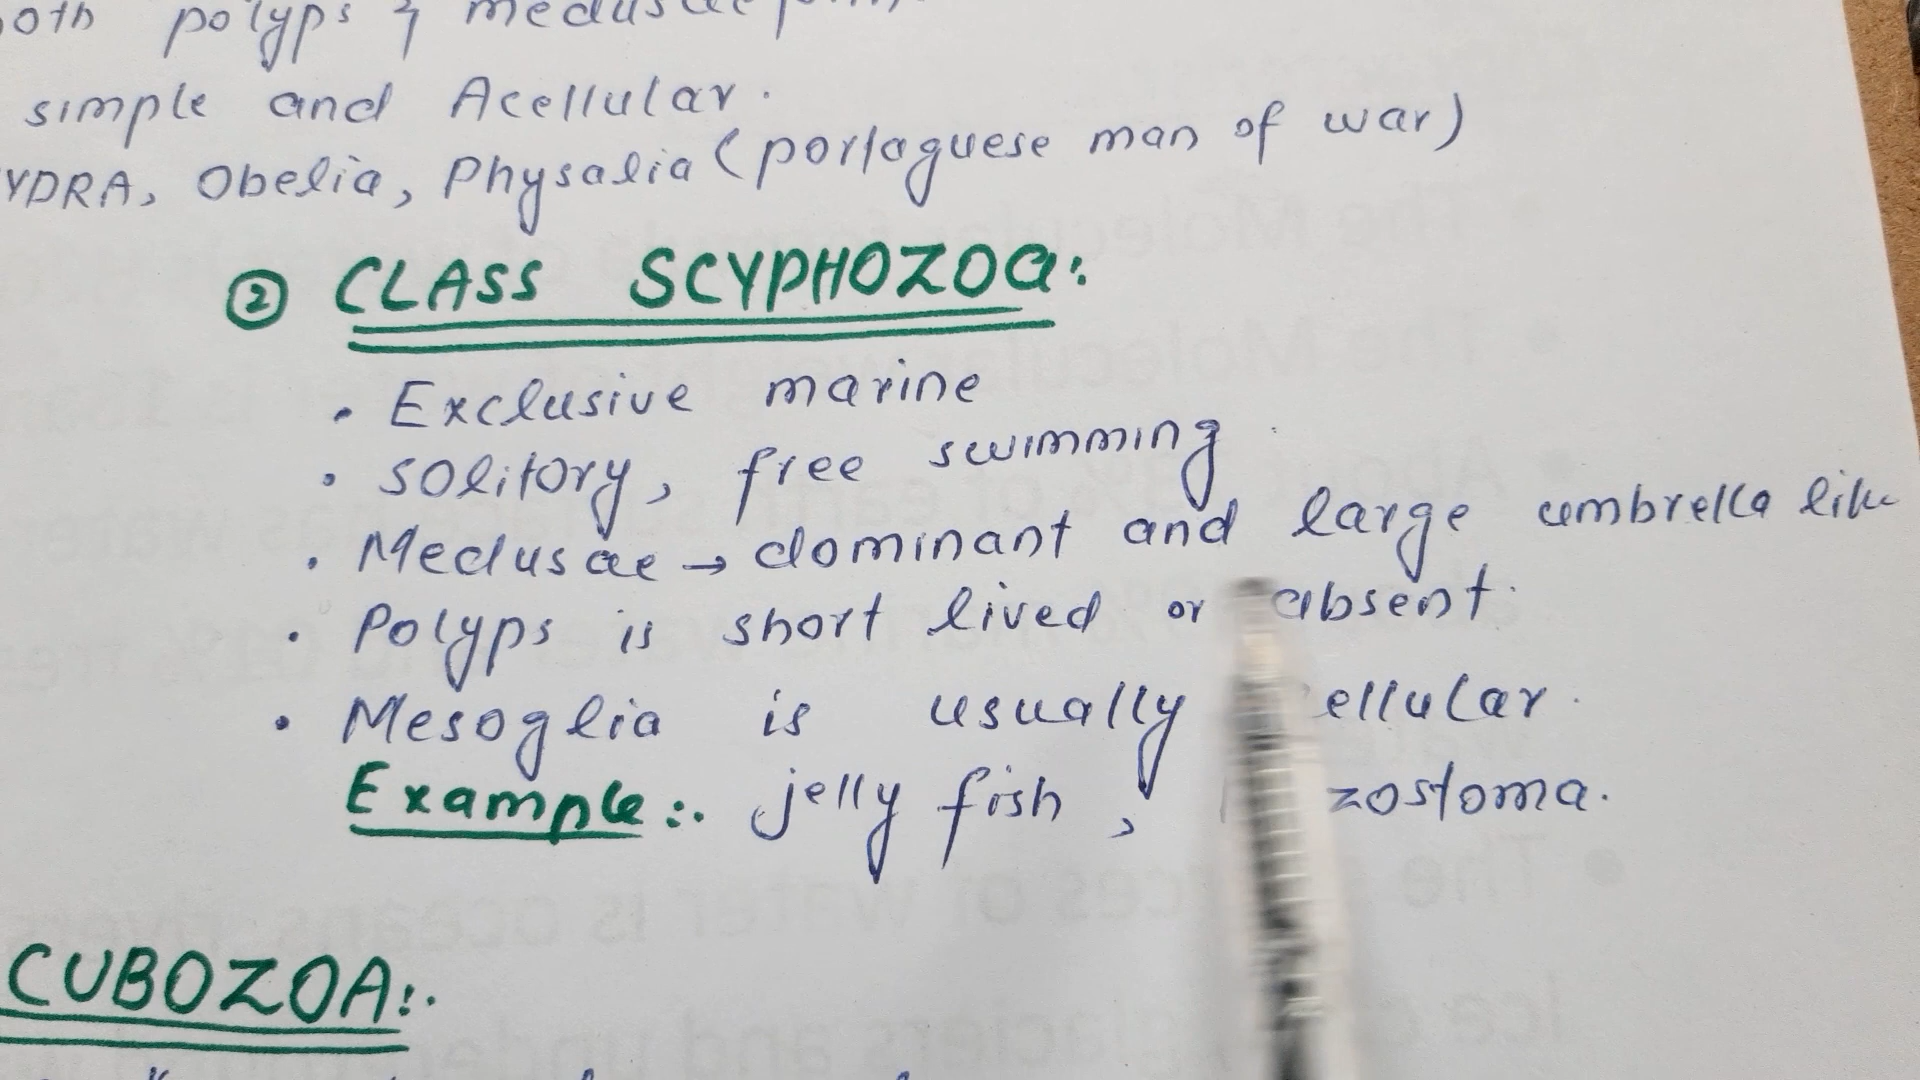 polyps & medusae
simple and Acellular.
YDRA, Obelia, Physalia (portaguese man of war)
② CLASS SCYPHOZOa:
• Exclusive marine
• solitory, free swimming
• Medusae → dominant and large umbrella like
• Polyps is short lived or absent.
• Mesoglia is usually ellular.
Example:. jelly fish, zostoma.
CUBOZOA:.